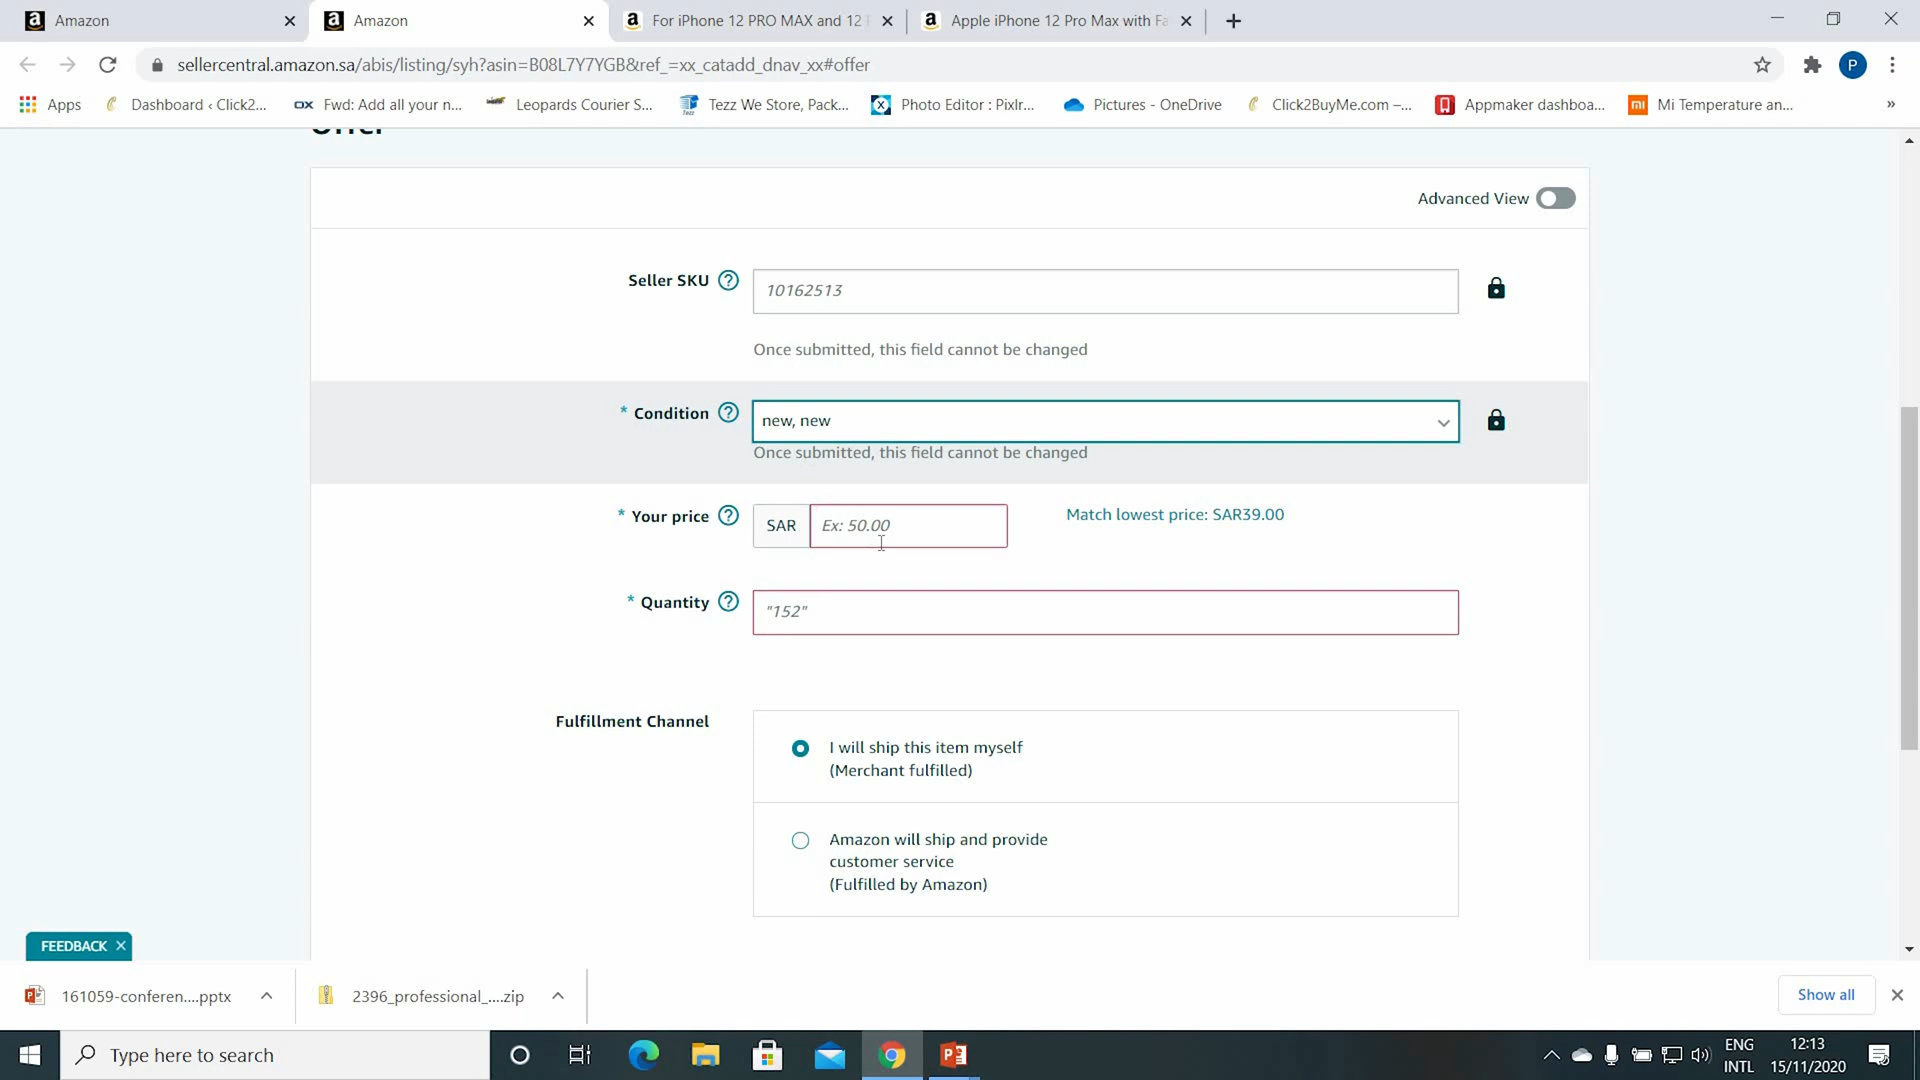 Amazon
Amazon
For iPhone 12 PRO MAX and 12
Apple iPhone 12 Pro Max with Fa
sellercentral.amazon.sa/abis/listing/syh?asin=B08L7Y7YGB&ref_=xx_catadd_dnav_xx#offer
P
Apps
Dashboard ‹ Click2...
OX
Fwd: Add all your n...
Leopards Courier S...
Tezz We Store, Pack...
Photo Editor : Pixlr...
Pictures - OneDrive
Click2BuyMe.com –...
Appmaker dashboa...
Mi Temperature an...
»
Offer
Advanced View
Seller SKU
10162513
Once submitted, this field cannot be changed
* Condition
new, new
Once submitted, this field cannot be changed
* Your price
SAR
Ex: 50.00
Match lowest price: SAR39.00
* Quantity
"152"
Fulfillment Channel
I will ship this item myself
(Merchant fulfilled)
Amazon will ship and provide
customer service
(Fulfilled by Amazon)
FEEDBACK
161059-conferen....pptx
2396_professional_....zip
Show all
Type here to search
ENG
INTL
12:13
15/11/2020